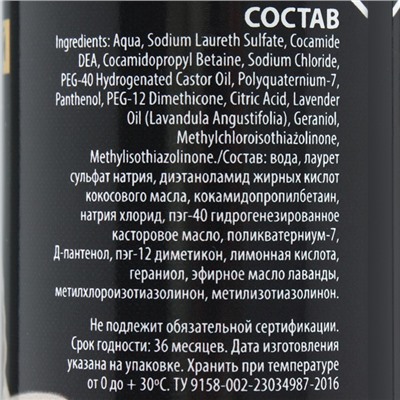 СОСТАВ
Ingredients: Aqua, Sodium Laureth Sulfate, Cocamide
DEA, Cocamidopropyl Betaine, Sodium Chloride,
PEG-40 Hydrogenated Castor Oil, Polyquaternium-7,
Panthenol, PEG-12 Dimethicone, Citric Acid, Lavender
Oil (Lavandula Angustifolia), Geraniol,
Methylchloroisothiazolinone,
Methylisothiazolinone./Состав: вода, лаурет
сульфат натрия, диэтаноламид жирных кислот
кокосового масла, кокамидопропилбетаин,
натрия хлорид, пэг-40 гидрогенезированное
касторовое масло, поликватерниум-7,
Д-пантенол, пэг-12 диметикон, лимонная кислота,
гераниол, эфирное масло лаванды,
метилхлороизотиазолинон, метилизотиазолинон.
Не подлежит обязательной сертификации.
Срок годности: 36 месяцев. Дата изготовления
указана на упаковке. Хранить при температуре
от 0 до + 30°С. ТУ 9158-002-23034987-2016